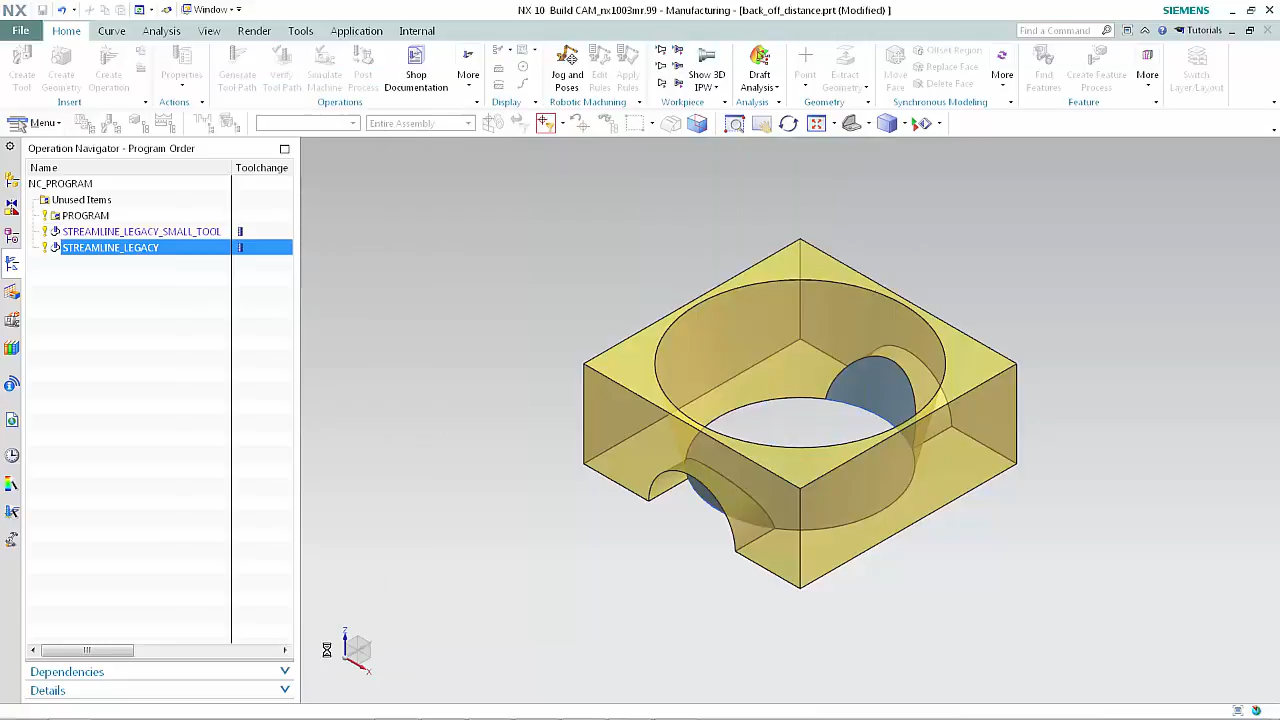 NX
Window
NX 10 Build CAM_nx1003mr.99 - Manufacturing - [back_off_distance.prt (Modified) ]
SIEMENS
File
Home
Curve
Analysis
View
Render
Tools
Application
Internal
Find a Command
Tutorials
Create Tool
Create Geometry
Create Operation
Properties
Generate Tool Path
Verify Tool Path
Simulate Machine
Post Process
Shop Documentation
More
Jog and Poses
Edit Rules
Apply Rules
Show 3D IPW
Draft Analysis
Point
Extract Geometry
Move Face
Offset Region
Replace Face
Delete Face
More
Find Features
Create Feature Process
More
Switch Layer/Layout
Insert
Actions
Operations
Display
Robotic Machining
Workpiece
Analysis
Geometry
Synchronous Modeling
Feature
Menu
Entire Assembly
Operation Navigator - Program Order
Name
Toolchange
NC_PROGRAM
Unused Items
PROGRAM
STREAMLINE_LEGACY_SMALL_TOOL
STREAMLINE_LEGACY
Z
X
Dependencies
Details